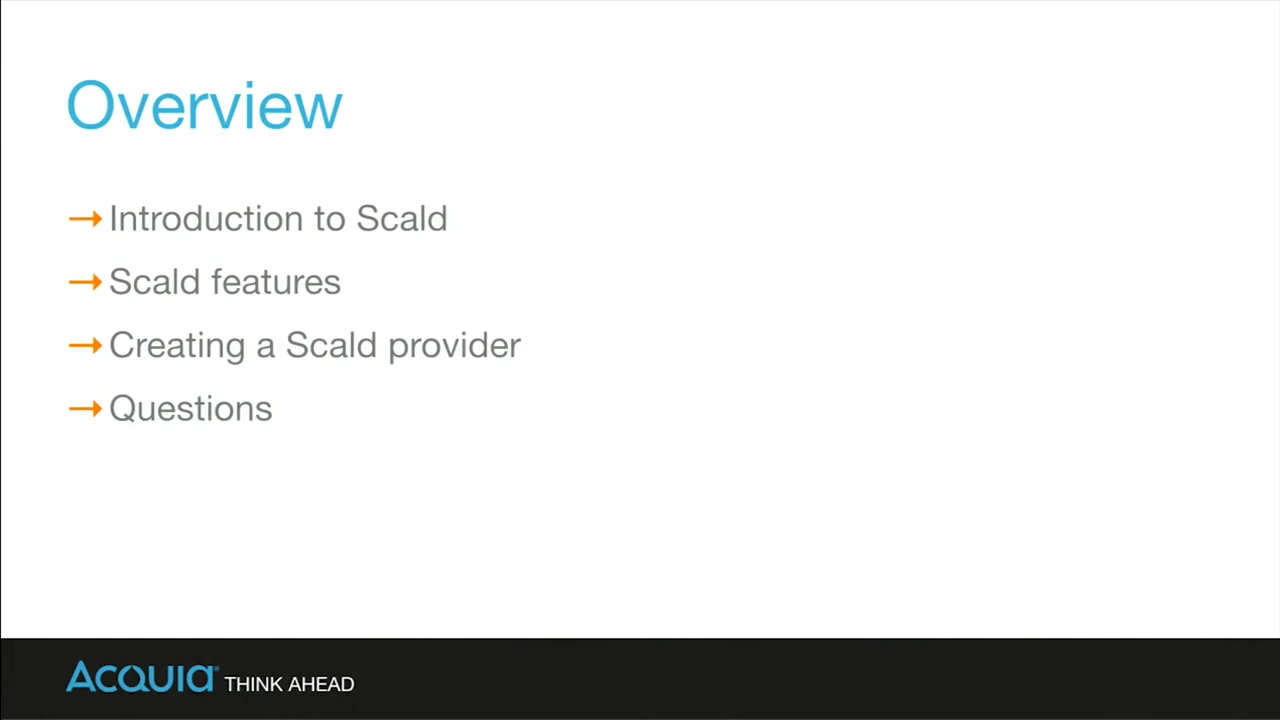 Overview
→ Introduction to Scald
→ Scald features
→ Creating a Scald provider
→ Questions
ACQUIA® THINK AHEAD